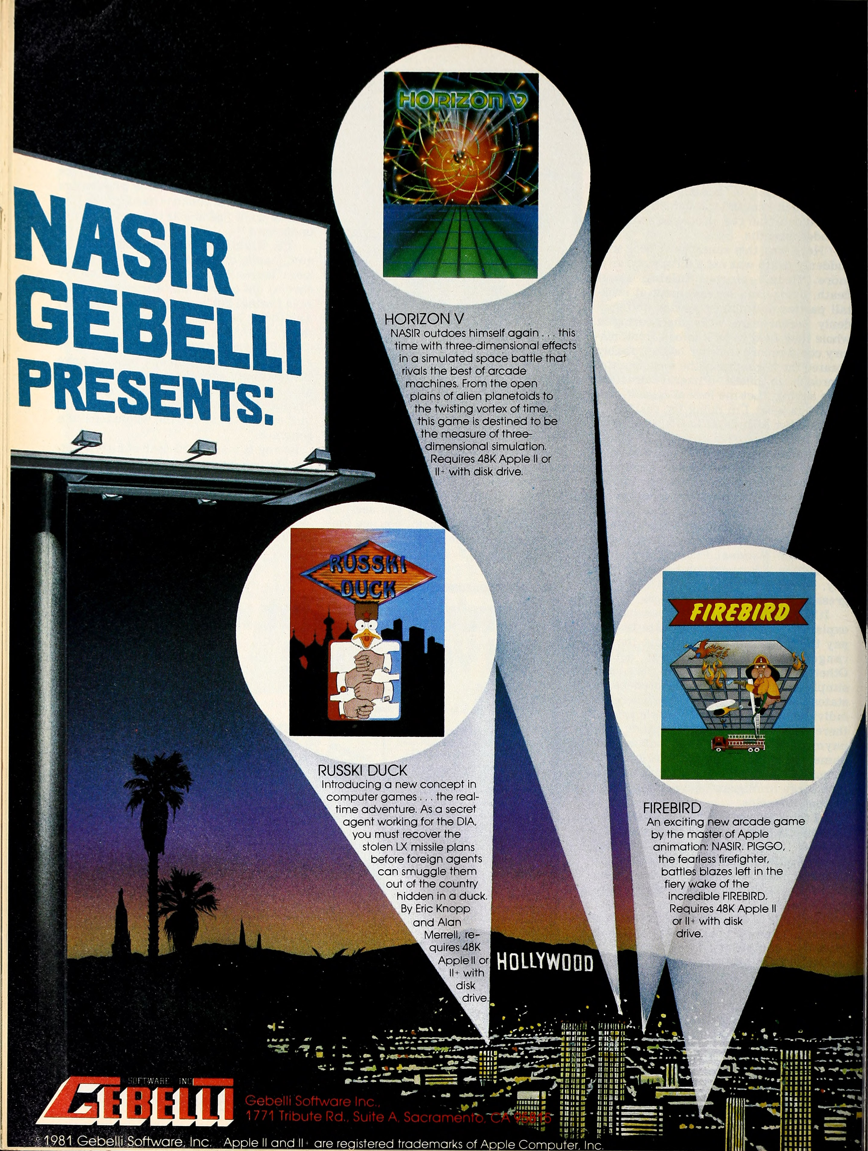 NASIR
GEBELLI
PRESENTS:
HORIZON V
HORIZON V
NASIR outdoes himself again . . . this
time with three-dimensional effects
in a simulated space battle that
rivals the best of arcade
machines. From the open
plains of alien planetoids to
the twisting vortex of time,
this game is destined to be
the measure of three-
dimensional simulation.
Requires 48K Apple II or
II+ with disk drive.
RUSSKI
DUCK
RUSSKI DUCK
Introducing a new concept in
computer games . . . the real-
time adventure. As a secret
agent working for the DIA,
you must recover the
stolen LX missile plans
before foreign agents
can smuggle them
out of the country
hidden in a duck.
By Eric Knopp
and Alan
Merrell, re-
quires 48K
Apple II or
II+ with
disk
drive.
FIREBIRD
FIREBIRD
An exciting new arcade game
by the master of Apple
animation: NASIR. PIGGO,
the fearless firefighter,
battles blazes left in the
fiery wake of the
incredible FIREBIRD.
Requires 48K Apple II
or II+ with disk
drive.
HOLLYWOOD
SOFTWARE INC
GEBELLI
Gebelli Software Inc.,
1771 Tribute Rd., Suite A, Sacramento, CA
1981 Gebelli Software, Inc. Apple II and II+ are registered trademarks of Apple Computer, Inc.